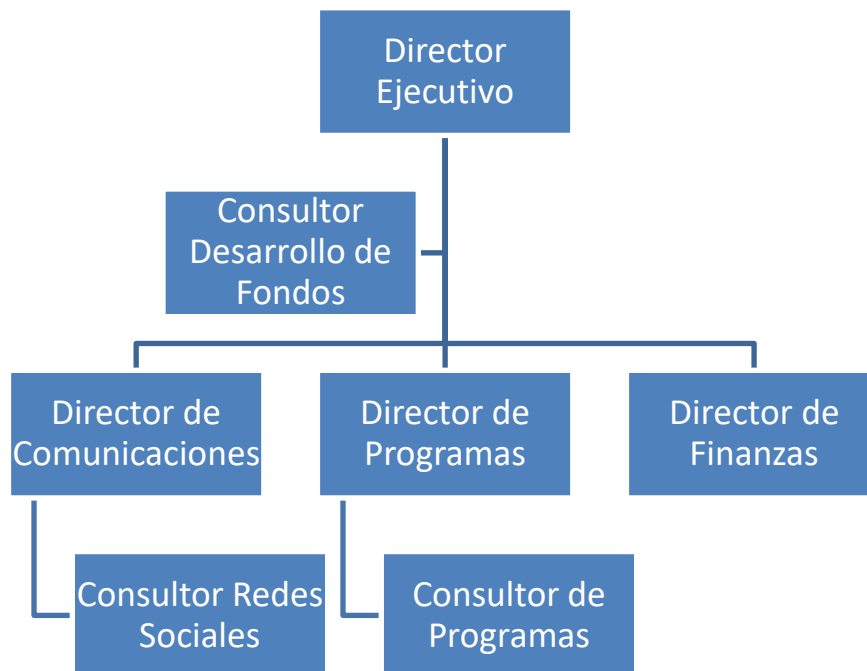 Director
Ejecutivo
Consultor
Desarrollo de
Fondos
Director de
Comunicaciones
Director de
Programas
Director de
Finanzas
Consultor Redes
Sociales
Consultor de
Programas